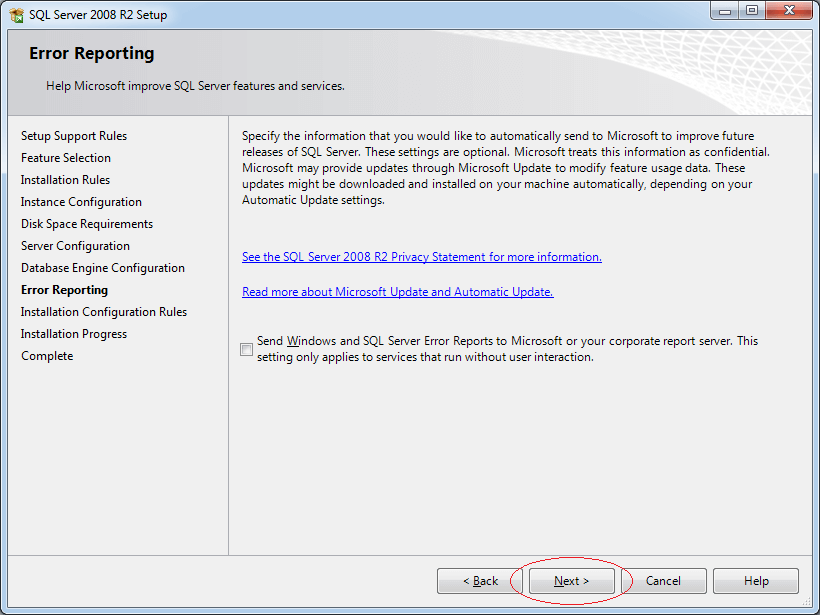 SQL Server 2008 R2 Setup
Error Reporting
Help Microsoft improve SQL Server features and services.
Setup Support Rules
Feature Selection
Installation Rules
Instance Configuration
Disk Space Requirements
Server Configuration
Database Engine Configuration
Error Reporting
Installation Configuration Rules
Installation Progress
Complete
Specify the information that you would like to automatically send to Microsoft to improve future
releases of SQL Server. These settings are optional. Microsoft treats this information as confidential.
Microsoft may provide updates through Microsoft Update to modify feature usage data. These
updates might be downloaded and installed on your machine automatically, depending on your
Automatic Update settings.
See the SQL Server 2008 R2 Privacy Statement for more information.
Read more about Microsoft Update and Automatic Update.
Send Windows and SQL Server Error Reports to Microsoft or your corporate report server. This
setting only applies to services that run without user interaction.
< Back
Next >
Cancel
Help